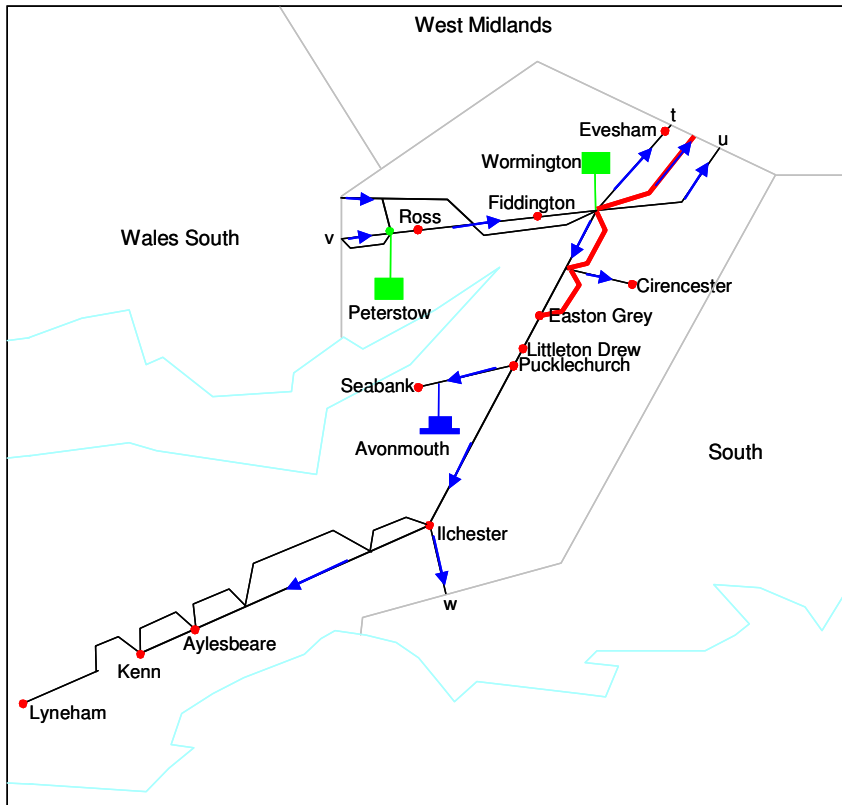 West Midlands
t
Evesham
u
Wormington
Fiddington
Ross
v
Wales South
Cirencester
Peterstow
Easton Grey
Littleton Drew
Pucklechurch
Seabank
Avonmouth
South
Ilchester
w
Aylesbeare
Kenn
Lyneham